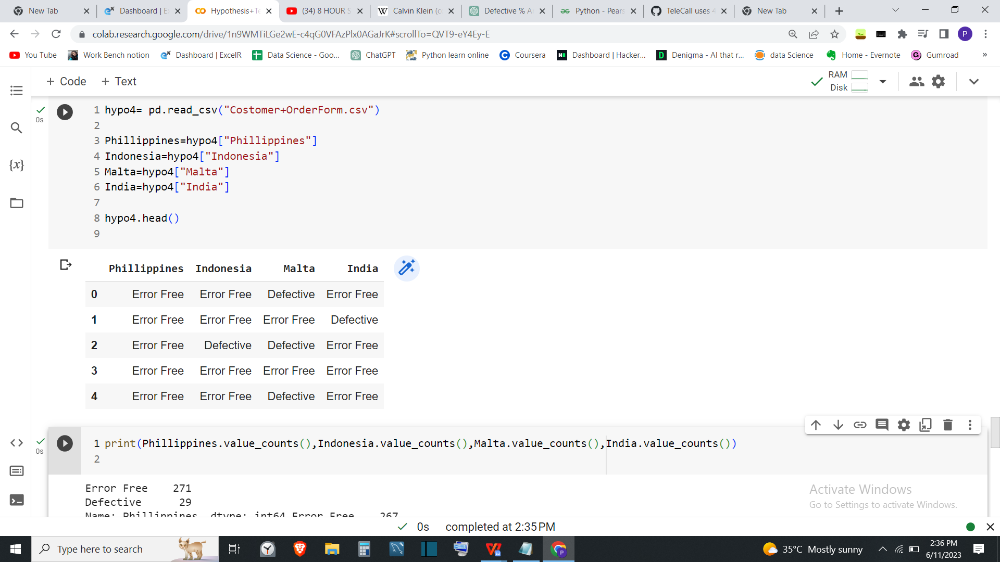 New Tab
Dashboard | Ex
Hypothesis+Te
(34) 8 HOUR S
Calvin Klein (c
Defective % A
Python - Pears
TeleCall uses 4
New Tab
colab.research.google.com/drive/1n9WMTiLGe2wE-c4qG0VFAzPlx0AGaJrK#scrollTo=QVT9-eY4Ey-E
P
You Tube
Work Bench notion
Dashboard | ExcelR
Data Science - Goo...
ChatGPT
Python learn online
Coursera
Dashboard | Hacker...
Denigma - AI that r...
data Science
Home - Evernote
Gumroad
»
+ Code + Text
RAM
Disk
0s
1 hypo4= pd.read_csv("Costomer+OrderForm.csv")
2
3 Phillippines=hypo4["Phillippines"]
4 Indonesia=hypo4["Indonesia"]
5 Malta=hypo4["Malta"]
6 India=hypo4["India"]
7
8 hypo4.head()
9
Phillippines Indonesia Malta India
0 Error Free Error Free Defective Error Free
1 Error Free Error Free Error Free Defective
2 Error Free Defective Defective Error Free
3 Error Free Error Free Error Free Error Free
4 Error Free Error Free Defective Error Free
0s
1 print(Phillippines.value_counts(),Indonesia.value_counts(),Malta.value_counts(),India.value_counts())
2
Error Free 271
Defective 29
Name: Phillippines, dtype: int64 Error Free 267
Activate Windows
Go to Settings to activate Windows.
0s completed at 2:35 PM
Type here to search
35°C Mostly sunny
2:36 PM
6/11/2023